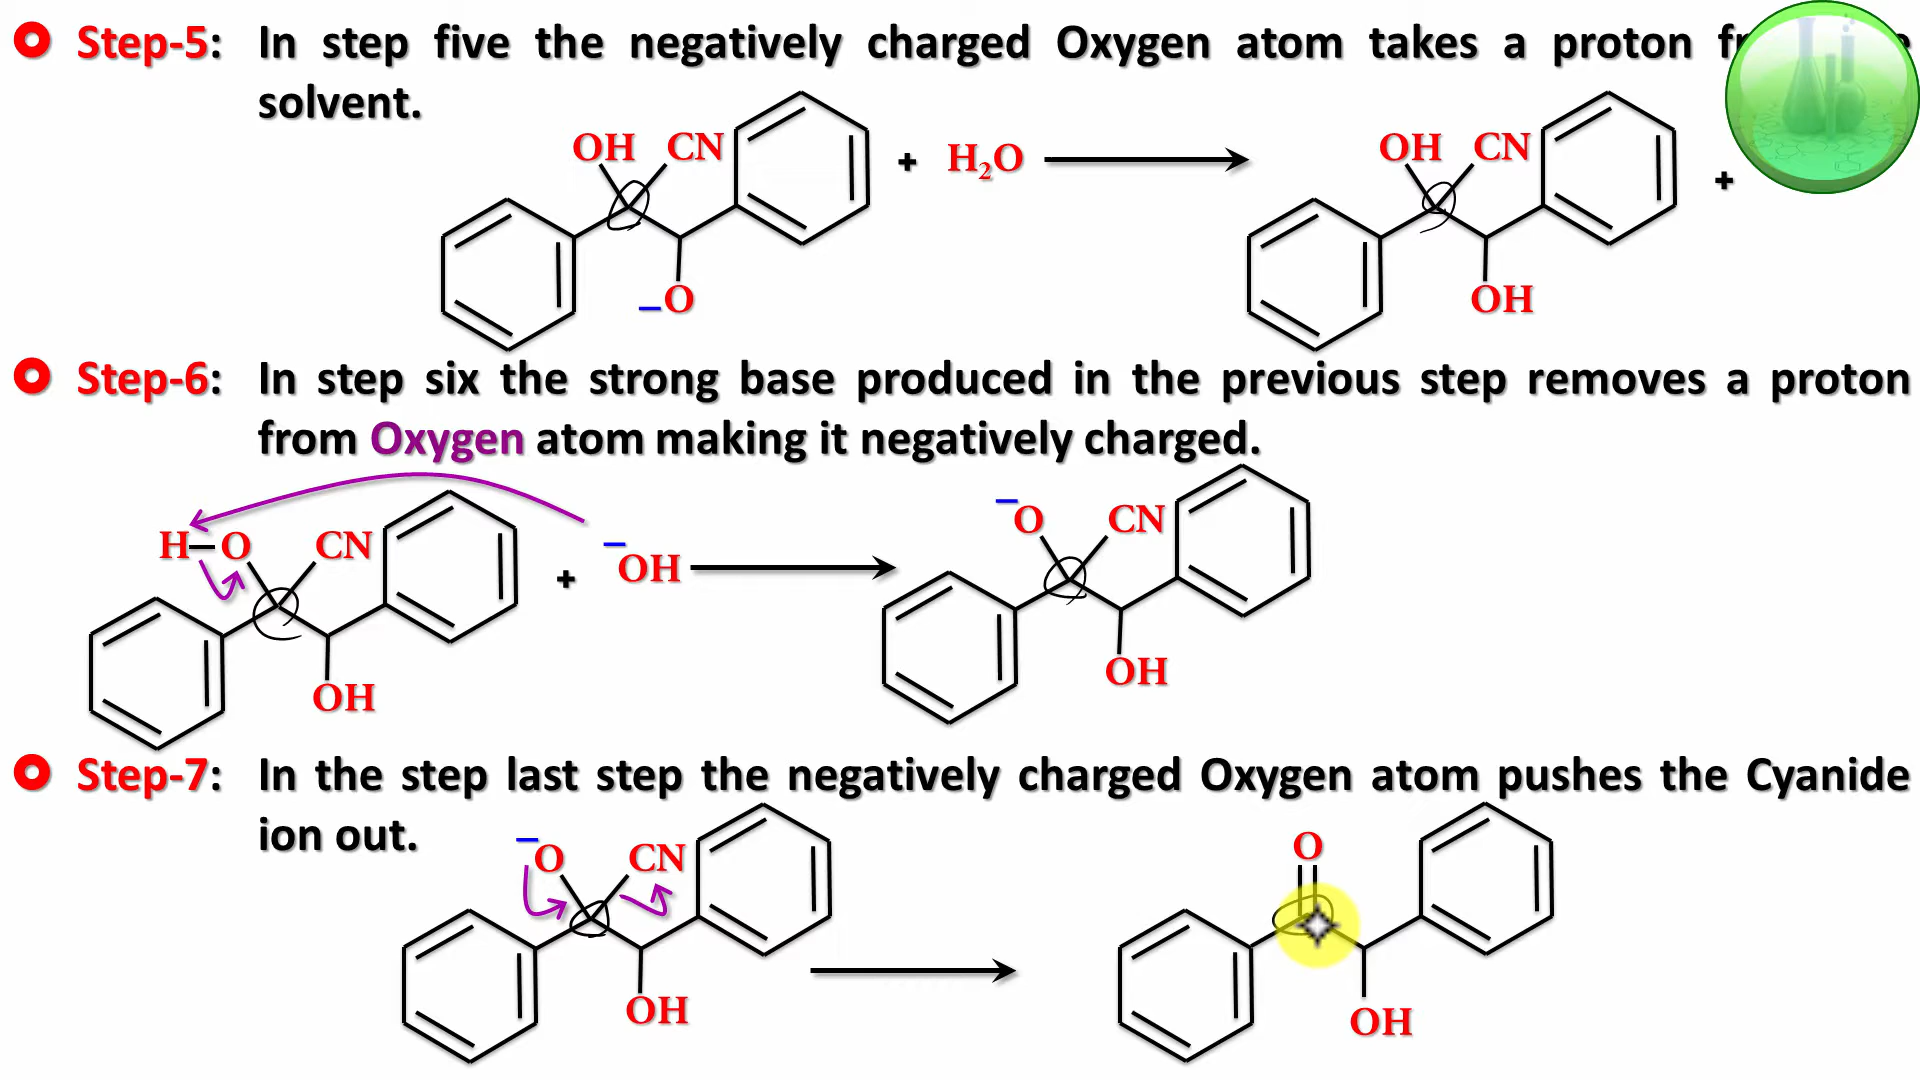 Step-5: In step five the negatively charged Oxygen atom takes a proton
solvent.
OH CN
+ H₂O
–O
OH CN
+
OH
Step-6: In step six the strong base produced in the previous step removes a proton
from Oxygen atom making it negatively charged.
H–O CN
+ –OH
OH
–O CN
OH
Step-7: In the step last step the negatively charged Oxygen atom pushes the Cyanide
ion out.
–O CN
OH
O
OH